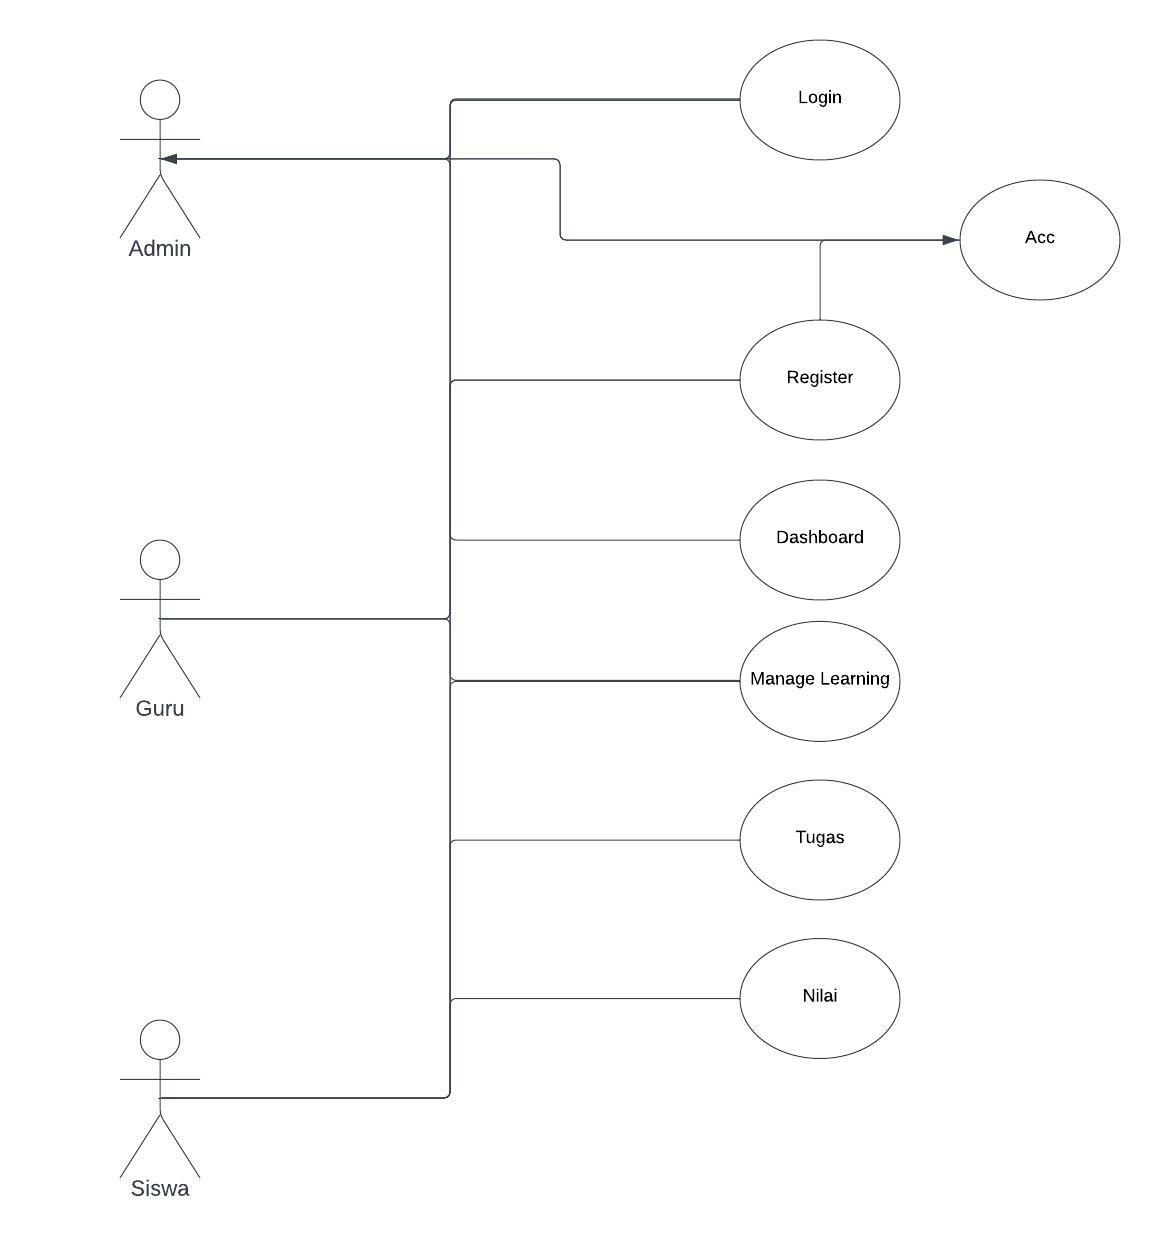 Login
Admin
Acc
Register
Dashboard
Guru
Manage Learning
Tugas
Nilai
Siswa